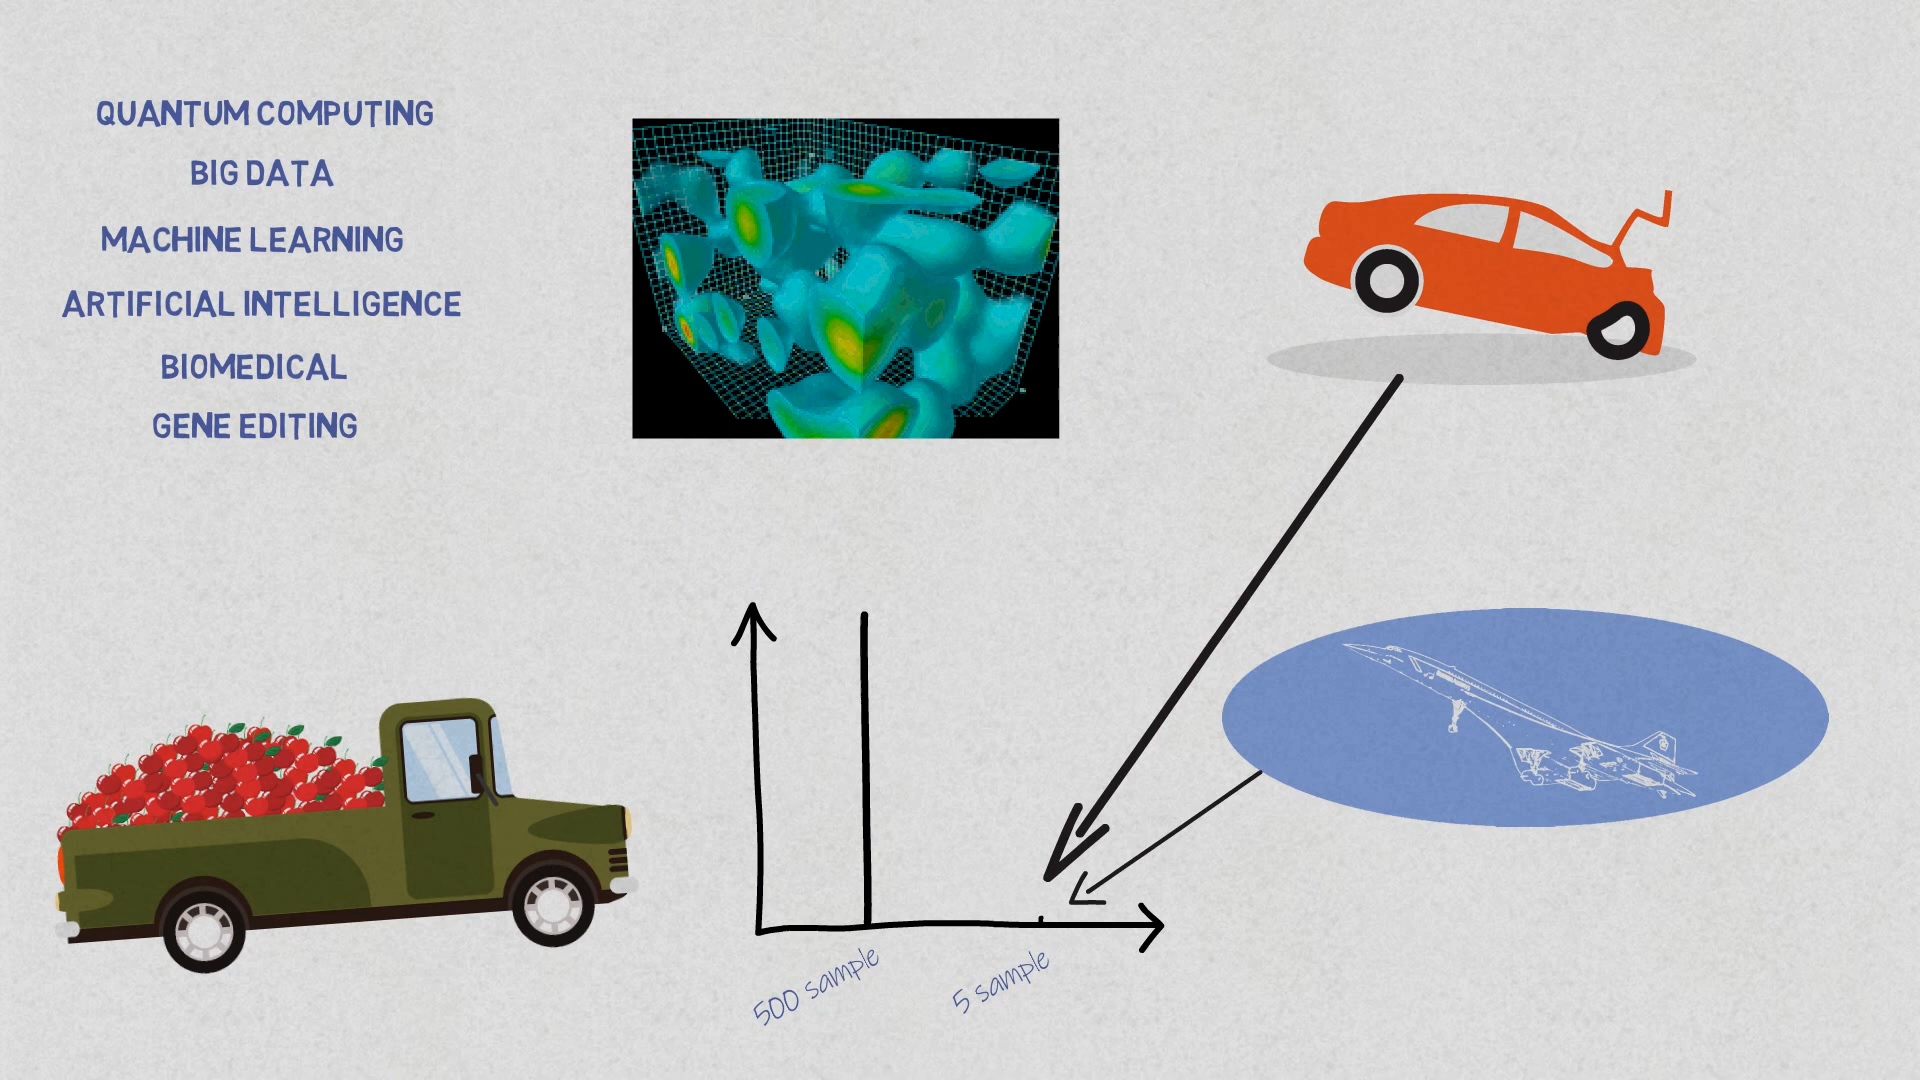 QUANTUM COMPUTING
BIG DATA
MACHINE LEARNING
ARTIFICIAL INTELLIGENCE
BIOMEDICAL
GENE EDITING
500 sample
5 sample